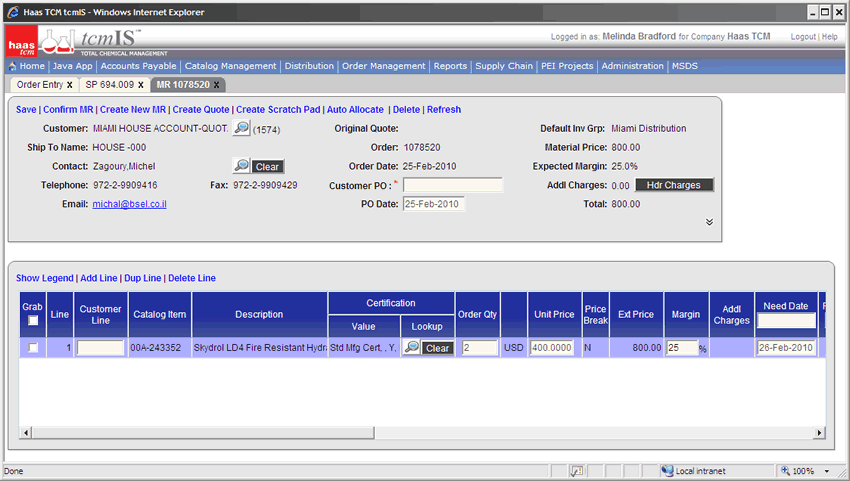 Haas TCM tcmIS - Windows Internet Explorer
haas tcm
tcmIS™
TOTAL CHEMICAL MANAGEMENT
Logged in as: Melinda Bradford for Company Haas TCM Logout | Help
Home | Java App | Accounts Payable | Catalog Management | Distribution | Order Management | Reports | Supply Chain | PEI Projects | Administration | MSDS
Order Entry x SP 694.009 x MR 1078520 x
Save | Confirm MR | Create New MR | Create Quote | Create Scratch Pad | Auto Allocate | Delete | Refresh
Customer: MIAMI HOUSE ACCOUNT-QUOT. (1574) Original Quote: Default Inv Grp: Miami Distribution
Ship To Name: HOUSE -000 Order: 1078520 Material Price: 800.00
Contact: Zagoury,Michel Clear Order Date: 25-Feb-2010 Expected Margin: 25.0%
Telephone: 972-2-9909416 Fax: 972-2-9909429 Customer PO : * Addl Charges: 0.00 Hdr Charges
Email: michal@bsel.co.il PO Date: 25-Feb-2010 Total: 800.00
Show Legend | Add Line | Dup Line | Delete Line
Grab Line Customer Line Catalog Item Description Certification Value Lookup Order Qty Unit Price Price Break Ext Price Margin Addl Charges Need Date
1 00A-243352 Skydrol LD4 Fire Resistant Hydra Std Mfg Cert, , Y, Clear 2 USD 400.0000 N 800.00 25 % 26-Feb-2010
Done Local intranet 100%